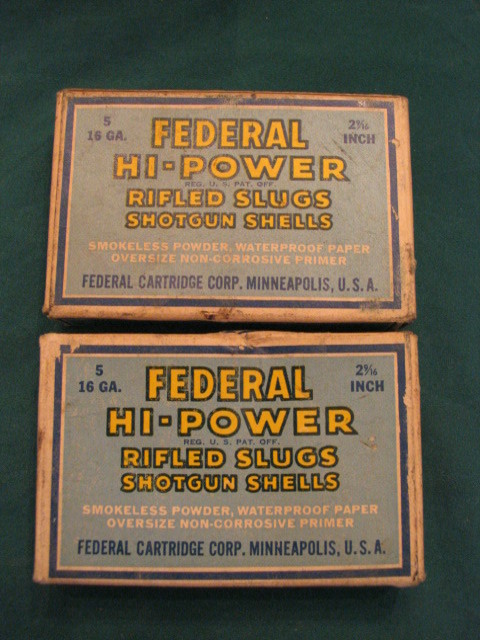 5
16 GA.
2 9/16
INCH
FEDERAL
HI-POWER
REG. U. S. PAT. OFF.
RIFLED SLUGS
SHOTGUN SHELLS
SMOKELESS POWDER, WATERPROOF PAPER
OVERSIZE NON-CORROSIVE PRIMER
FEDERAL CARTRIDGE CORP. MINNEAPOLIS, U. S. A.
5
16 GA.
2 9/16
INCH
FEDERAL
HI-POWER
REG. U. S. PAT. OFF.
RIFLED SLUGS
SHOTGUN SHELLS
SMOKELESS POWDER, WATERPROOF PAPER
OVERSIZE NON-CORROSIVE PRIMER
FEDERAL CARTRIDGE CORP. MINNEAPOLIS, U. S. A.